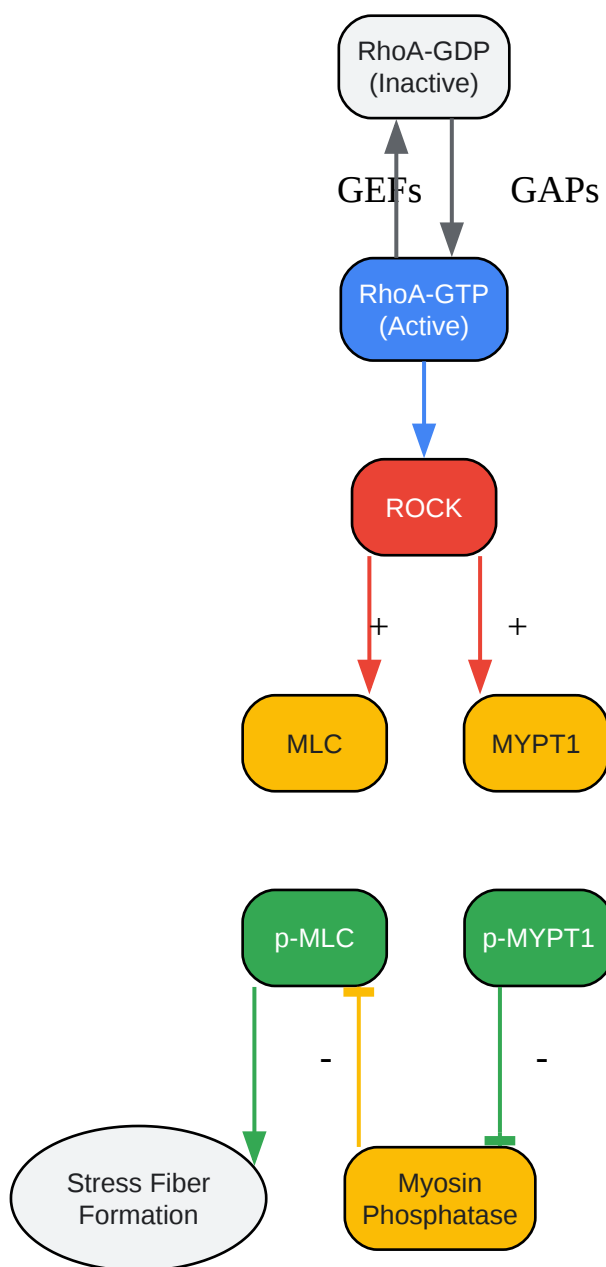 RhoA-GDP
(Inactive)
GEFs
GAPs
RhoA-GTP
(Active)
ROCK
+
+
MLC
MYPT1
p-MLC
p-MYPT1
-
-
Stress Fiber
Formation
Myosin
Phosphatase